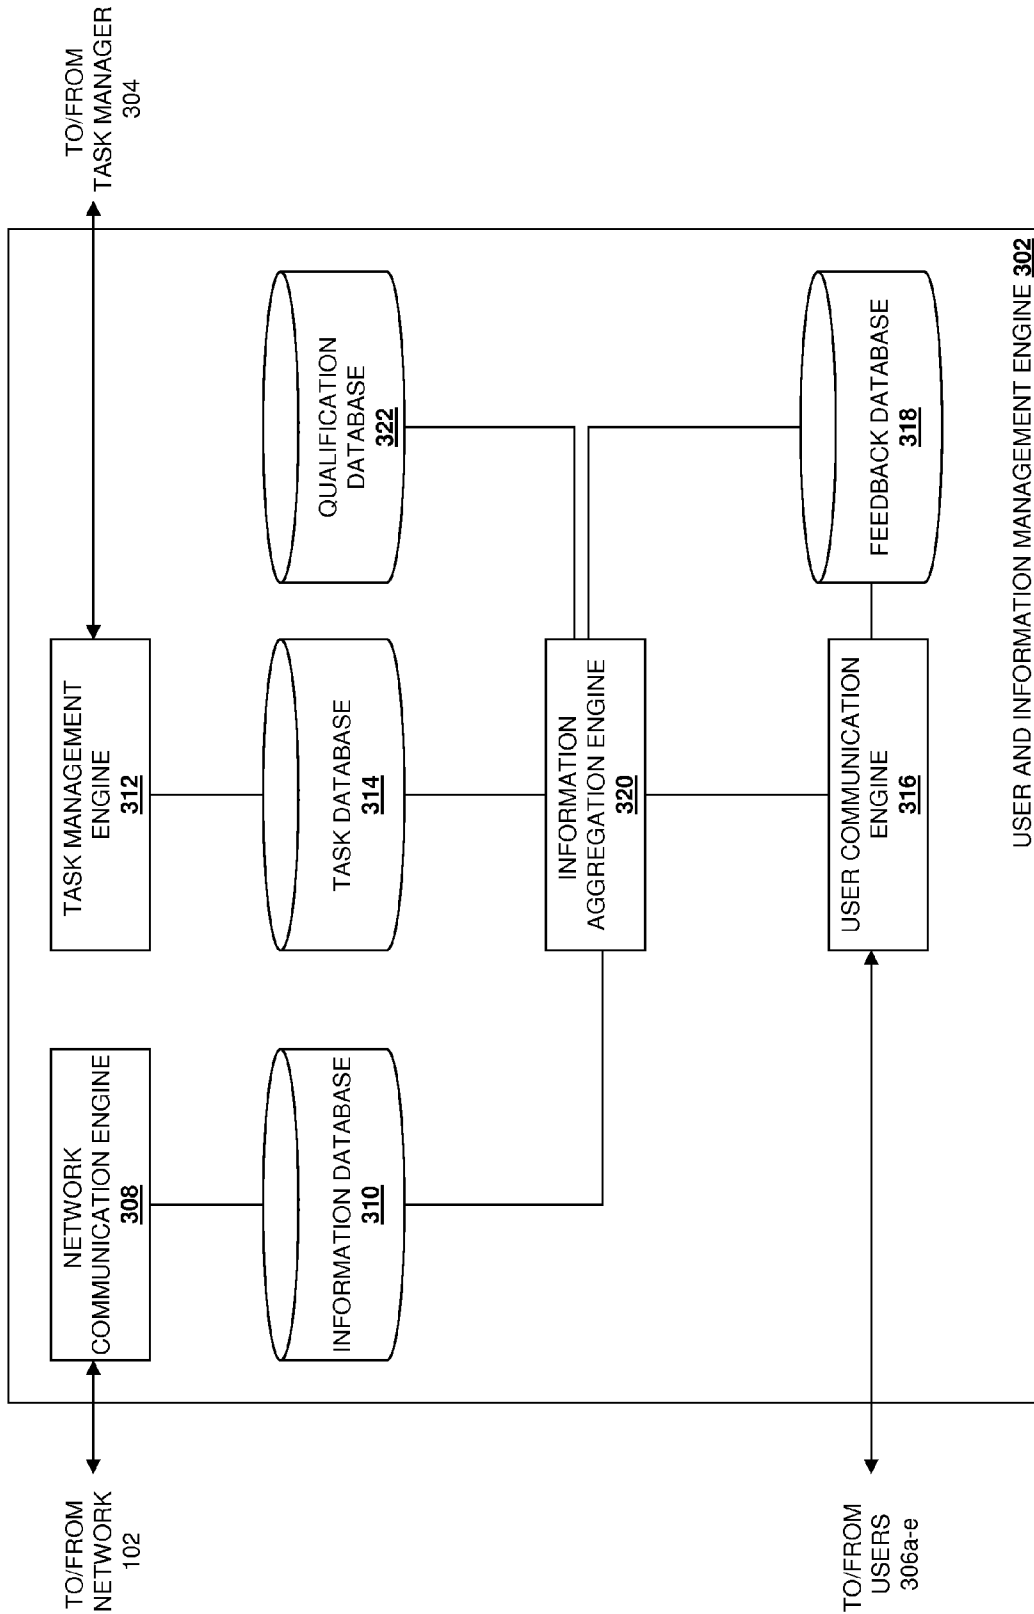 TO/FROM
NETWORK
102
NETWORK
COMMUNICATION ENGINE
308
TASK MANAGEMENT
ENGINE
312
TO/FROM
TASK MANAGER
304
INFORMATION DATABASE
310
TASK DATABASE
314
QUALIFICATION
DATABASE
322
INFORMATION
AGGREGATION ENGINE
320
TO/FROM
USERS
306a-e
USER COMMUNICATION
ENGINE
316
FEEDBACK DATABASE
318
USER AND INFORMATION MANAGEMENT ENGINE 302